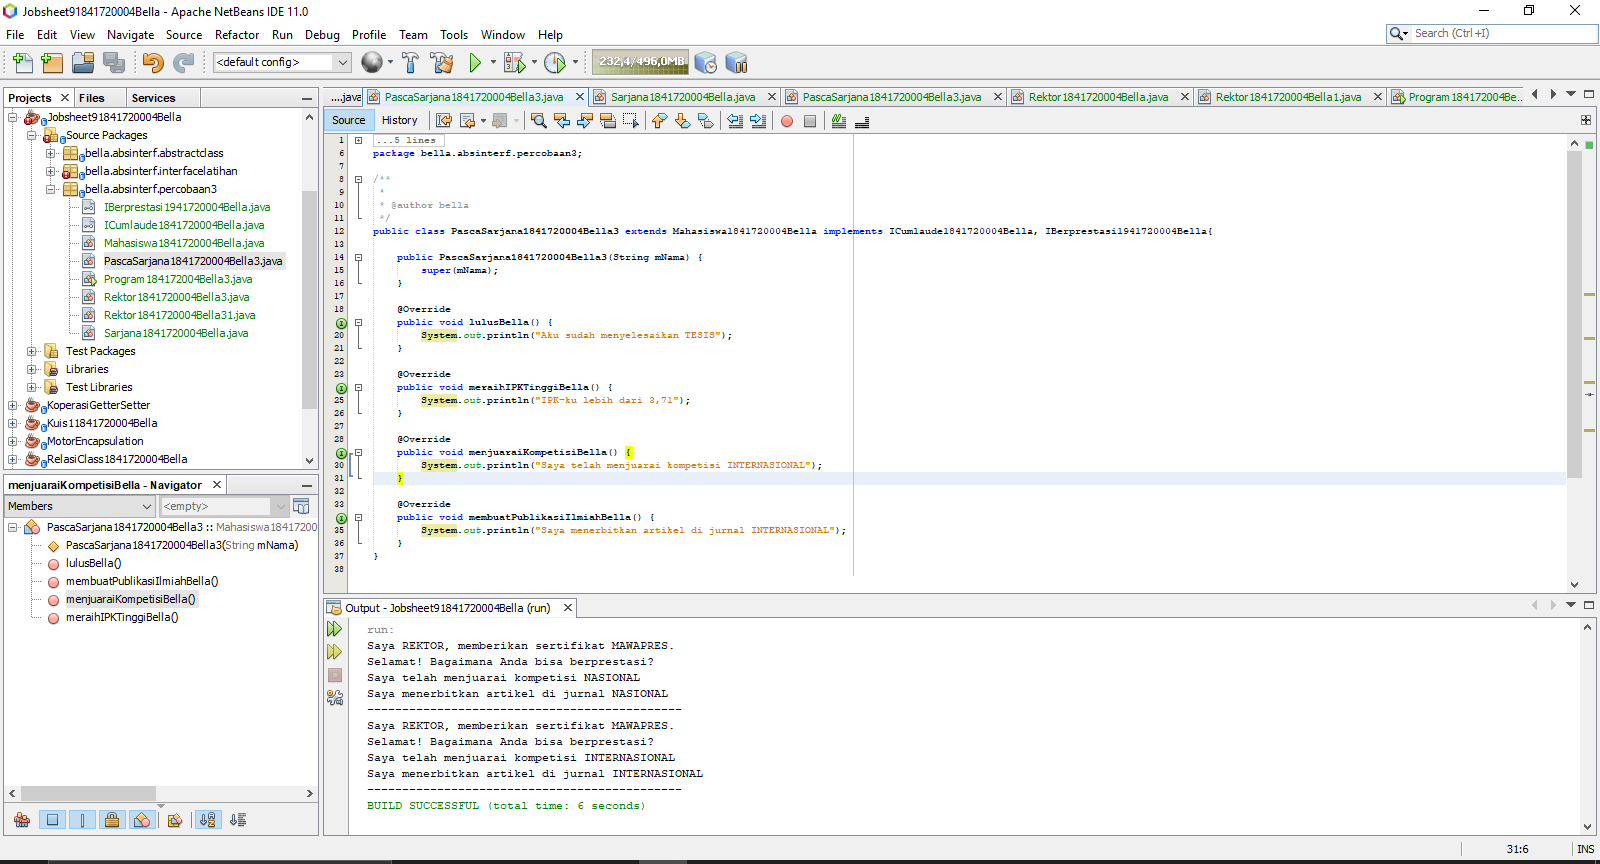 Jobsheet91841720004Bella - Apache NetBeans IDE 11.0
File Edit View Navigate Source Refactor Run Debug Profile Team Tools Window Help
Search (Ctrl+I)
<default config>
232,4/496,0MB
Projects Files Services
Jobsheet91841720004Bella
Source Packages
bella.absinterf.abstractclass
bella.absinterf.interfacelatihan
bella.absinterf.percobaan3
IBerprestasi1941720004Bella.java
ICumlaude1841720004Bella.java
Mahasiswa1841720004Bella.java
PascaSarjana1841720004Bella3.java
Program1841720004Bella3.java
Rektor1841720004Bella3.java
Rektor1841720004Bella31.java
Sarjana1841720004Bella.java
Test Packages
Libraries
Test Libraries
KoperasiGetterSetter
Kuis11841720004Bella
MotorEncapsulation
RelasiClass1841720004Bella
menjuaraiKompetisiBella - Navigator
Members
<empty>
PascaSarjana1841720004Bella3 :: Mahasiswa18417200
PascaSarjana1841720004Bella3(String mNama)
lulusBella()
membuatPublikasiIlmiahBella()
menjuaraiKompetisiBella()
meraihIPKTinggiBella()
....java PascaSarjana1841720004Bella3.java Sarjana1841720004Bella.java PascaSarjana1841720004Bella3.java Rektor1841720004Bella.java Rektor1841720004Bella1.java Program184172004Be...
Source History
1 ...5 lines
6 package bella.absinterf.percobaan3;
7
8 /**
9 *
10 * @author bella
11 */
12 public class PascaSarjana1841720004Bella3 extends Mahasiswa1841720004Bella implements ICumlaude1841720004Bella, IBerprestasi1941720004Bella{
13
14 public PascaSarjana1841720004Bella3(String mNama) {
15 super(mNama);
16 }
17
18 @Override
public void lulusBella() {
20 System.out.println("Aku sudah menyelesaikan TESIS");
21 }
22
23 @Override
public void meraihIPKTinggiBella() {
25 System.out.println("IPK-ku lebih dari 3,71");
26 }
27
28 @Override
public void menjuaraiKompetisiBella() {
30 System.out.println("Saya telah menjuarai kompetisi INTERNASIONAL");
31 }
32
33 @Override
public void membuatPublikasiIlmiahBella() {
35 System.out.println("Saya menerbitkan artikel di jurnal INTERNASIONAL");
36 }
37 }
38
Output - Jobsheet91841720004Bella (run)
run:
Saya REKTOR, memberikan sertifikat MAWAPRES.
Selamat! Bagaimana Anda bisa berprestasi?
Saya telah menjuarai kompetisi NASIONAL
Saya menerbitkan artikel di jurnal NASIONAL
---------------------------------------------
Saya REKTOR, memberikan sertifikat MAWAPRES.
Selamat! Bagaimana Anda bisa berprestasi?
Saya telah menjuarai kompetisi INTERNASIONAL
Saya menerbitkan artikel di jurnal INTERNASIONAL
---------------------------------------------
BUILD SUCCESSFUL (total time: 6 seconds)
31:6 INS